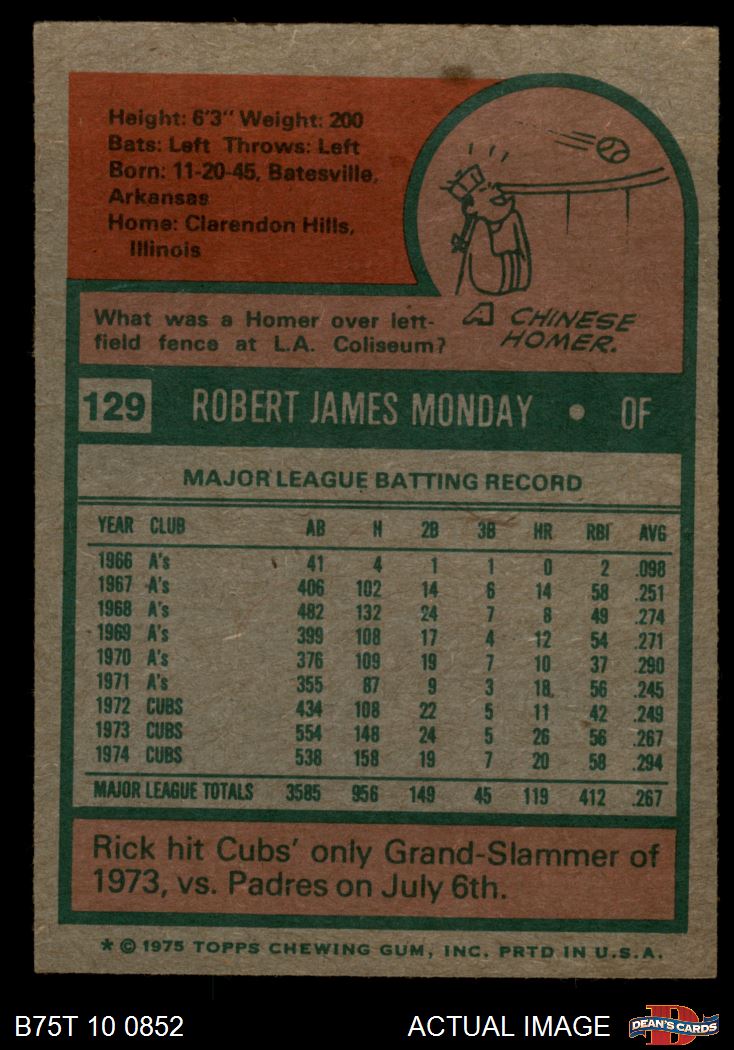 Height: 6'3" Weight: 200
Bats: Left Throws: Left
Born: 11-20-45, Batesville,
Arkansas
Home: Clarendon Hills,
Illinois
What was a Homer over left-
field fence at L.A. Coliseum?
A CHINESE
HOMER.
129 ROBERT JAMES MONDAY • OF
MAJOR LEAGUE BATTING RECORD
YEAR CLUB AB H 2B 3B HR RBI AVG
1966 A's 41 4 1 1 0 2 .098
1967 A's 406 102 14 6 14 58 .251
1968 A's 482 132 24 7 8 49 .274
1969 A's 399 108 17 4 12 54 .271
1970 A's 376 109 19 7 10 37 .290
1971 A's 355 87 9 3 18 56 .245
1972 CUBS 434 108 22 5 11 42 .249
1973 CUBS 554 148 24 5 26 56 .267
1974 CUBS 538 158 19 7 20 58 .294
MAJOR LEAGUE TOTALS 3585 956 149 45 119 412 .267
Rick hit Cubs' only Grand-Slammer of
1973, vs. Padres on July 6th.
* © 1975 TOPPS CHEWING GUM, INC. PRTD IN U.S.A.
B75T 10 0852 ACTUAL IMAGE DEAN'S CARDS